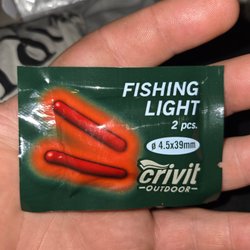 FISHING
LIGHT
2 pcs.
ø 4.5x39mm
crivit
OUTDOOR